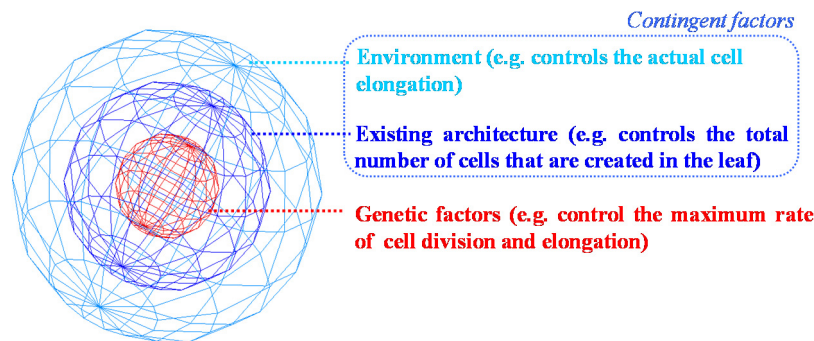 Contingent factors
Environment (e.g. controls the actual cell
elongation)
Existing architecture (e.g. controls the total
number of cells that are created in the leaf)
Genetic factors (e.g. control the maximum rate
of cell division and elongation)